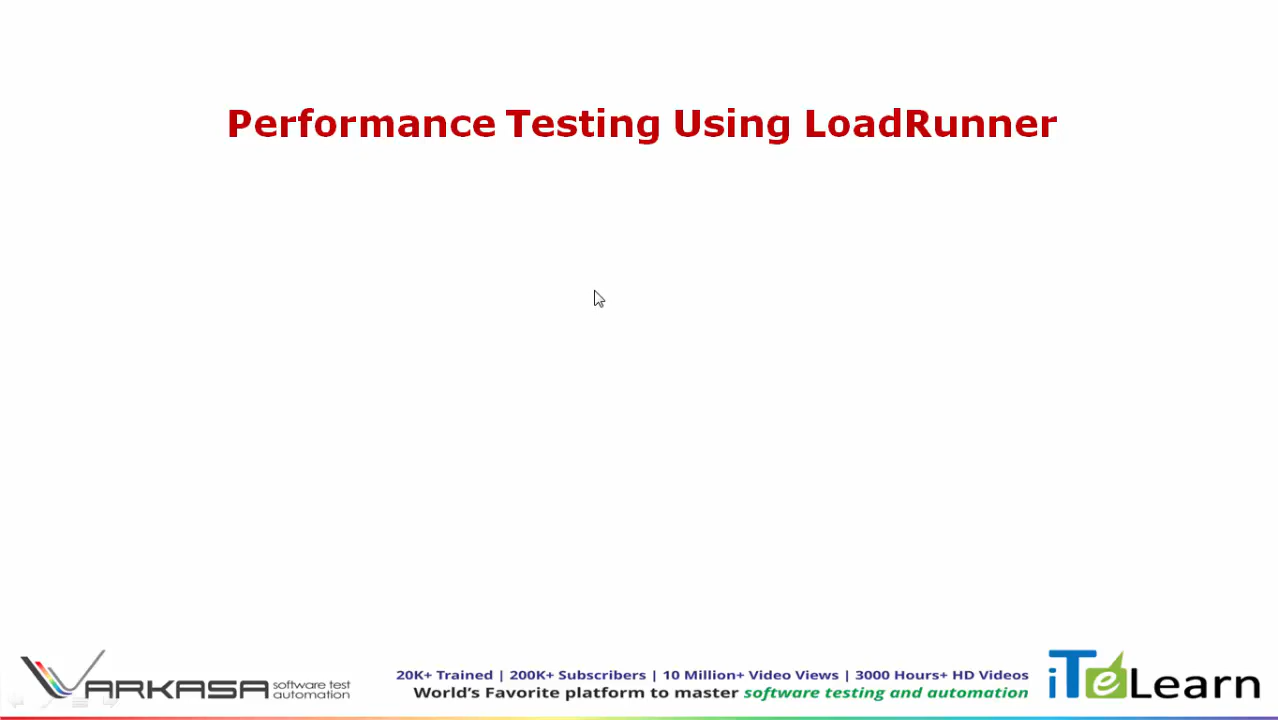 Performance Testing Using LoadRunner
VARKASA software test automation
20K+ Trained | 200K+ Subscribers | 10 Million+ Video Views | 3000 Hours+ HD Videos
World's Favorite platform to master software testing and automation
iTeLearn